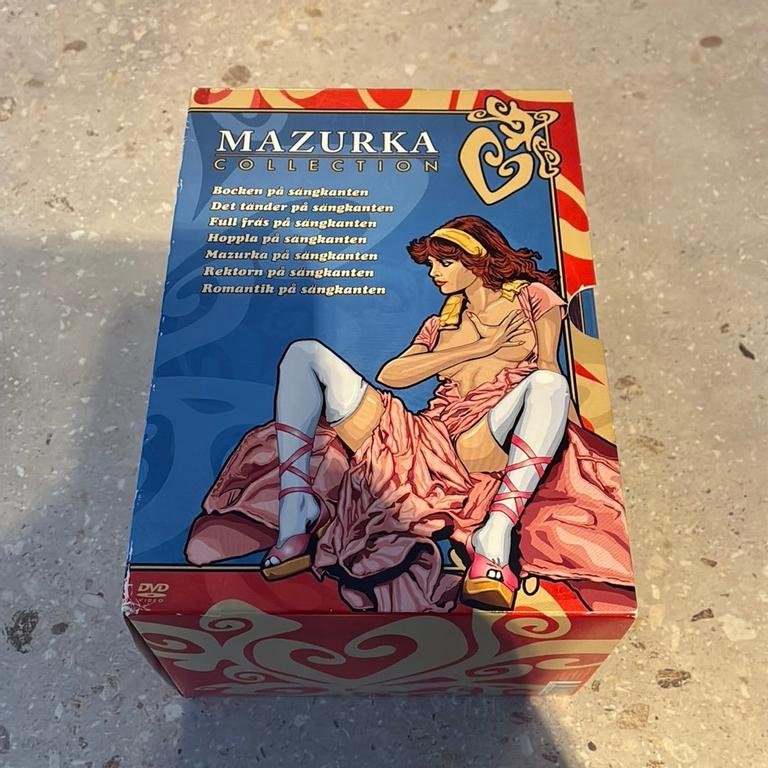 MAZURKA
COLLECTION
Bocken på sängkanten
Det tänder på sängkanten
Full fräs på sängkanten
Hoppla på sängkanten
Mazurka på sängkanten
Rektorn på sängkanten
Romantik på sängkanten
DVD
VIDEO